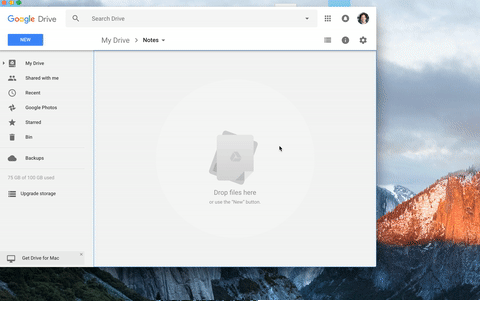 Google Drive
Search Drive
NEW
My Drive > Notes
My Drive
Shared with me
Recent
Google Photos
Starred
Bin
Backups
75 GB of 100 GB used
Upgrade storage
Drop files here
or use the "New" button.
Get Drive for Mac